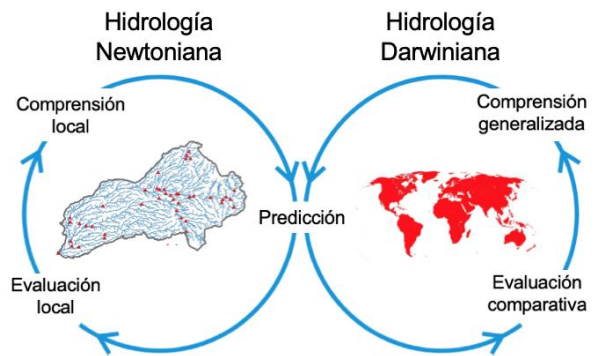 Hidrología
Newtoniana
Hidrología
Darwiniana
Comprensión
local
Comprensión
generalizada
Predicción
Evaluación
local
Evaluación
comparativa